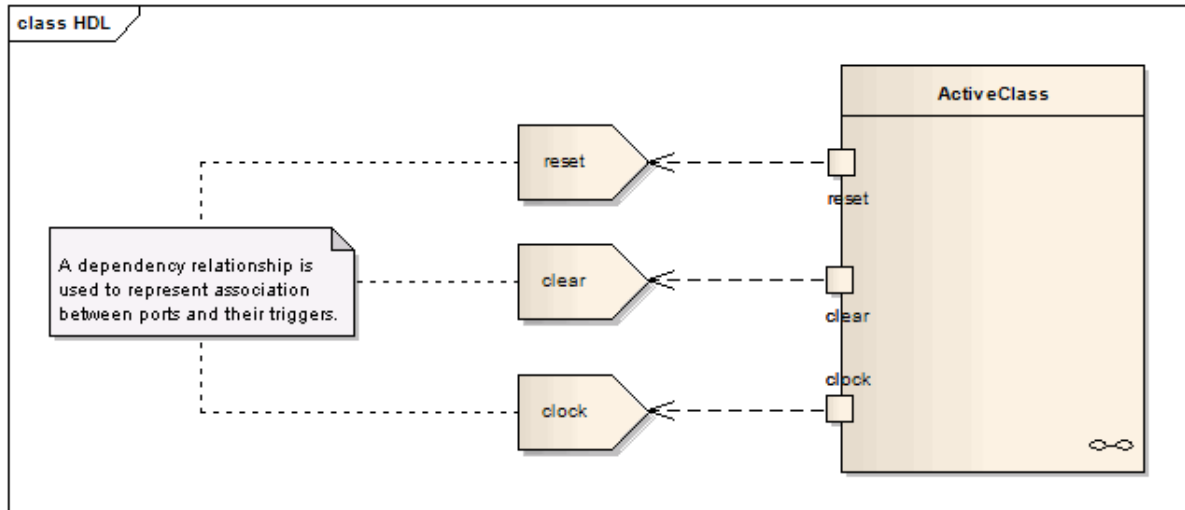 class HDL
ActiveClass
reset
reset
A dependency relationship is
used to represent association
between ports and their triggers.
clear
clear
clock
clock